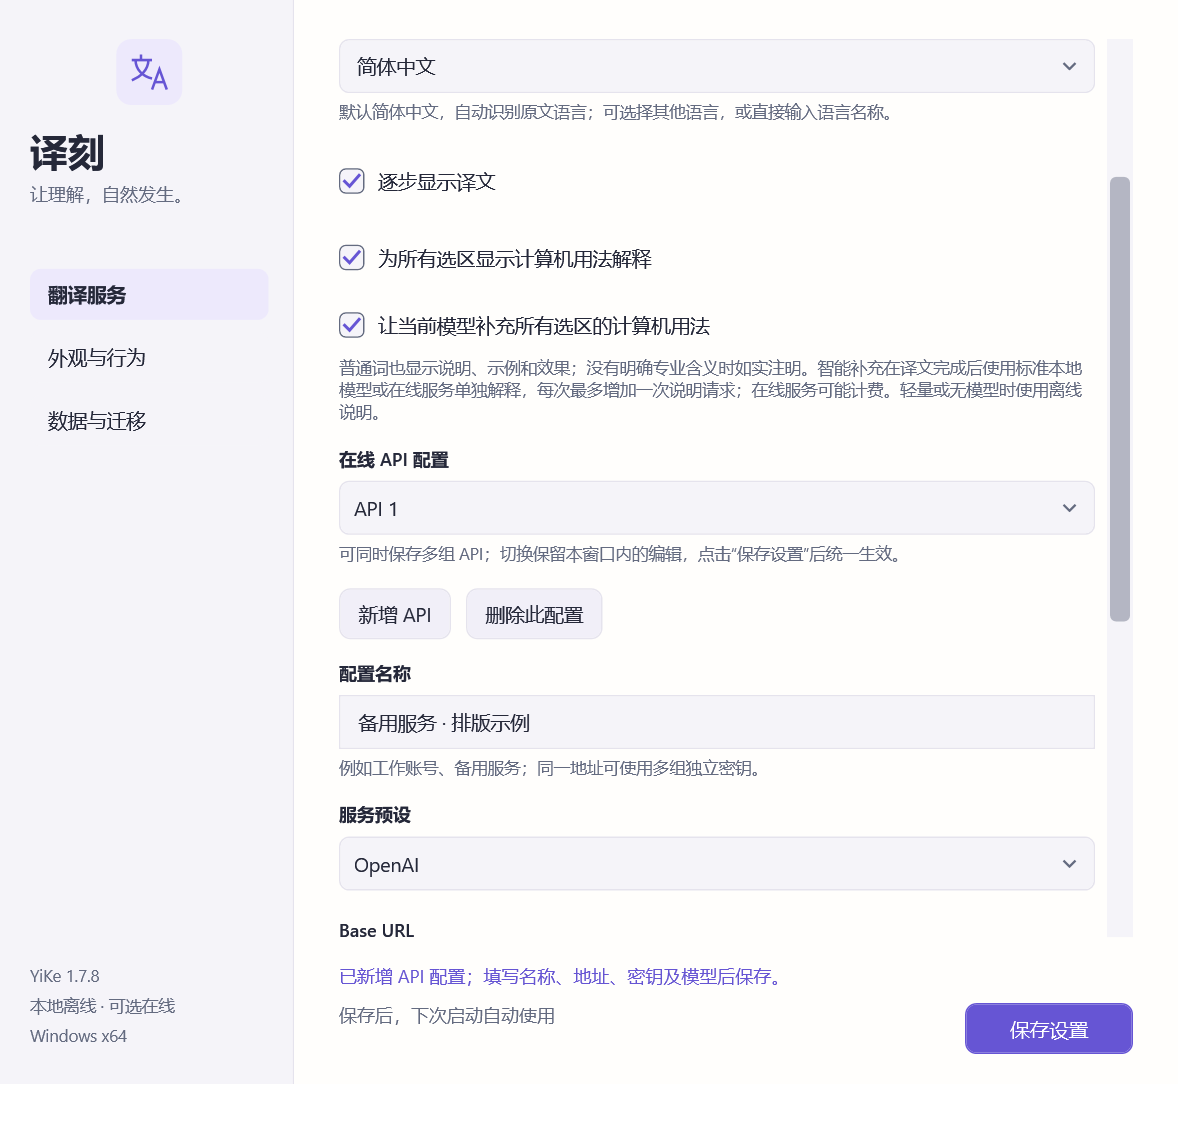 文A
译刻
让理解，自然发生。
翻译服务
外观与行为
数据与迁移
YiKe 1.7.8
本地离线 · 可选在线
Windows x64
简体中文
默认简体中文，自动识别原文语言；可选择其他语言，或直接输入语言名称。
逐步显示译文
为所有选区显示计算机用法解释
让当前模型补充所有选区的计算机用法
普通词也显示说明、示例和效果；没有明确专业含义时如实注明。智能补充在译文完成后使用标准本地
模型或在线服务单独解释，每次最多增加一次说明请求；在线服务可能计费。轻量或无模型时使用离线
说明。
在线 API 配置
API 1
可同时保存多组 API；切换保留本窗口内的编辑，点击“保存设置”后统一生效。
新增 API
删除此配置
配置名称
备用服务 · 排版示例
例如工作账号、备用服务；同一地址可使用多组独立密钥。
服务预设
OpenAI
Base URL
已新增 API 配置；填写名称、地址、密钥及模型后保存。
保存后，下次启动自动使用
保存设置